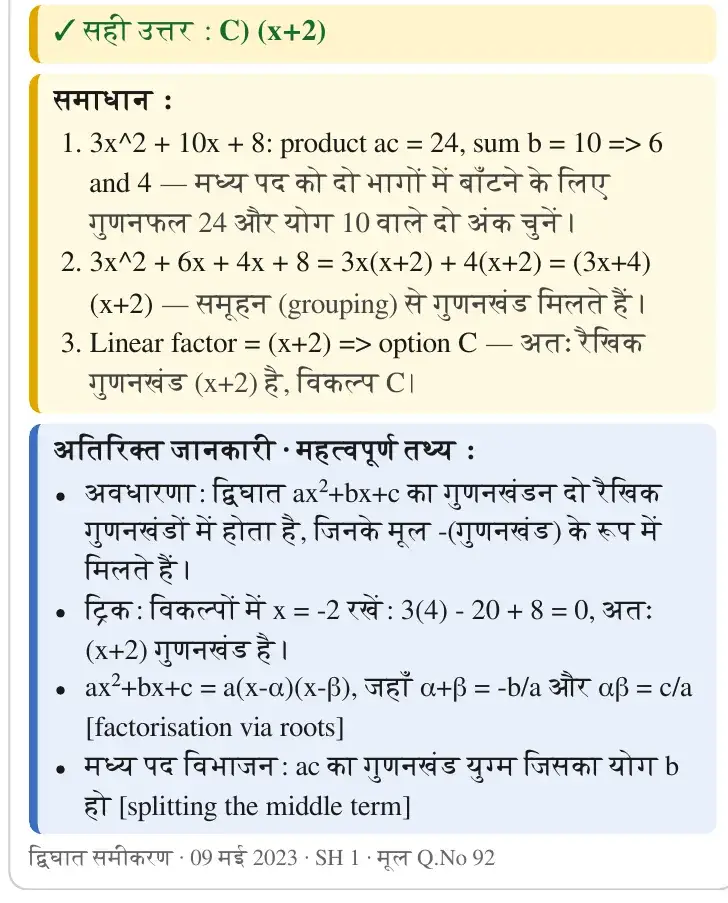 ✓ सही उत्तर : C) (x+2)
समाधान :
1. 3x^2 + 10x + 8: product ac = 24, sum b = 10 => 6
and 4 — मध्य पद को दो भागों में बाँटने के लिए
गुणनफल 24 और योग 10 वाले दो अंक चुनें।
2. 3x^2 + 6x + 4x + 8 = 3x(x+2) + 4(x+2) = (3x+4)
(x+2) — समूहन (grouping) से गुणनखंड मिलते हैं।
3. Linear factor = (x+2) => option C — अतः रैखिक
गुणनखंड (x+2) है, विकल्प C।
अतिरिक्त जानकारी · महत्वपूर्ण तथ्य :
• अवधारणा : द्विघात ax²+bx+c का गुणनखंडन दो रैखिक
गुणनखंडों में होता है, जिनके मूल -(गुणनखंड) के रूप में
मिलते हैं।
• ट्रिक : विकल्पों में x = -2 रखें : 3(4) - 20 + 8 = 0, अतः
(x+2) गुणनखंड है।
• ax²+bx+c = a(x-α)(x-β), जहाँ α+β = -b/a और αβ = c/a
[factorisation via roots]
• मध्य पद विभाजन : ac का गुणनखंड युग्म जिसका योग b
हो [splitting the middle term]
द्विघात समीकरण · 09 मई 2023 · SH 1 · मूल Q.No 92